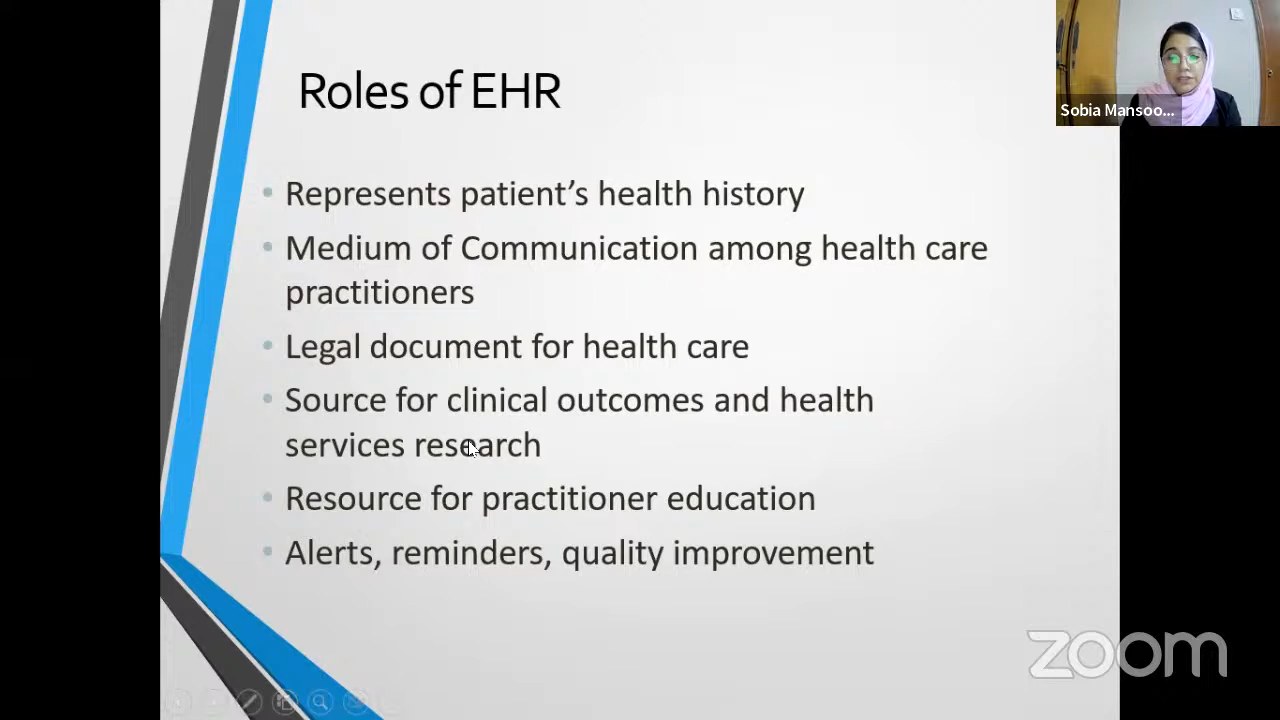 Roles of EHR
Sobia Mansoo...
• Represents patient’s health history
• Medium of Communication among health care
practitioners
• Legal document for health care
• Source for clinical outcomes and health
services research
• Resource for practitioner education
• Alerts, reminders, quality improvement
zoom